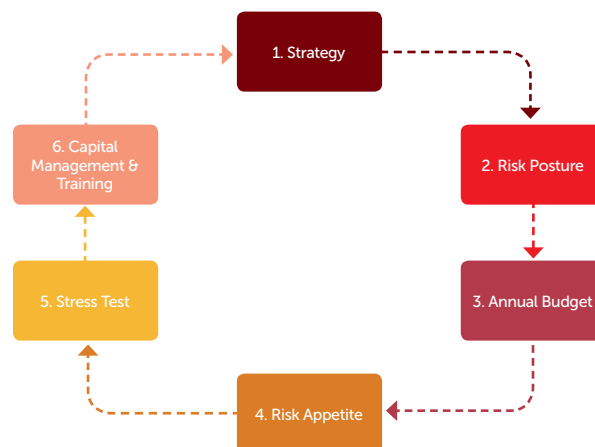 1. Strategy
2. Risk Posture
3. Annual Budget
4. Risk Appetite
5. Stress Test
6. Capital
Management &
Training